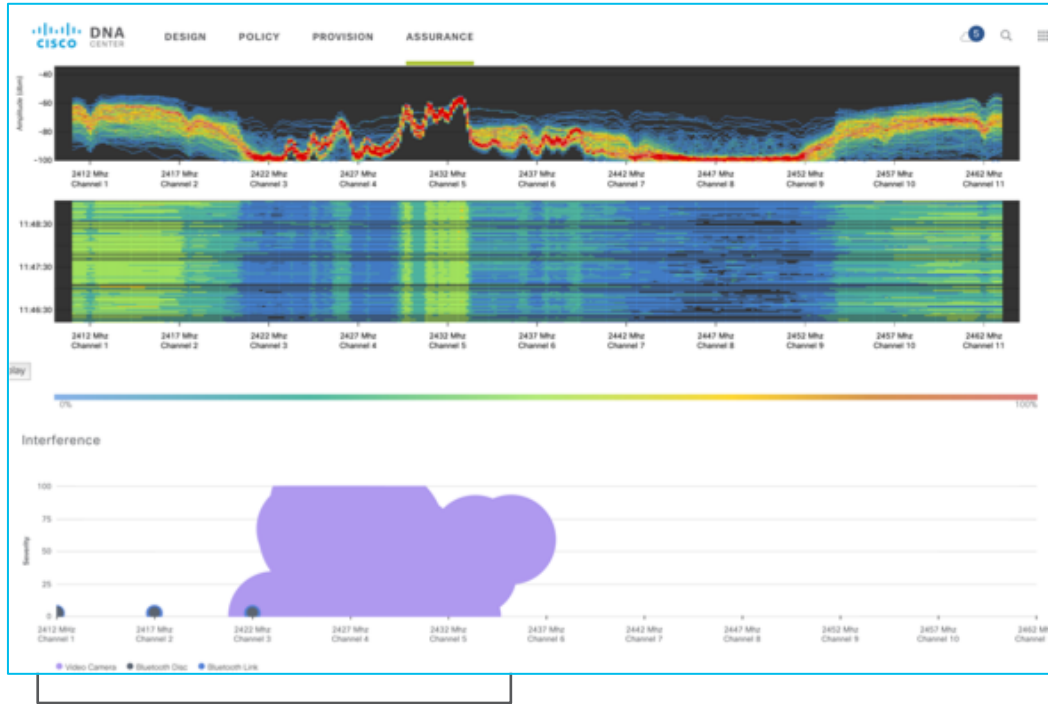 CISCO DNA CENTER DESIGN POLICY PROVISION ASSURANCE 5
Amplitude (dbm)
-40
-60
-80
-100
2412 Mhz 2417 Mhz 2422 Mhz 2427 Mhz 2432 Mhz 2437 Mhz 2442 Mhz 2447 Mhz 2452 Mhz 2457 Mhz 2462 Mhz
Channel 1 Channel 2 Channel 3 Channel 4 Channel 5 Channel 6 Channel 7 Channel 8 Channel 9 Channel 10 Channel 11
11:48:30
11:47:30
11:46:30
2412 Mhz 2417 Mhz 2422 Mhz 2427 Mhz 2432 Mhz 2437 Mhz 2442 Mhz 2447 Mhz 2452 Mhz 2457 Mhz 2462 Mhz
Channel 1 Channel 2 Channel 3 Channel 4 Channel 5 Channel 6 Channel 7 Channel 8 Channel 9 Channel 10 Channel 11
play
0% 100%
Interference
Severity
100
75
50
25
0
2412 MHz 2417 Mhz 2422 Mhz 2427 Mhz 2432 Mhz 2437 Mhz 2442 Mhz 2447 Mhz 2452 Mhz 2457 Mhz 2462 M
Channel 1 Channel 2 Channel 3 Channel 4 Channel 5 Channel 6 Channel 7 Channel 8 Channel 9 Channel 10 Channel
Video Camera Bluetooth Disc Bluetooth Link